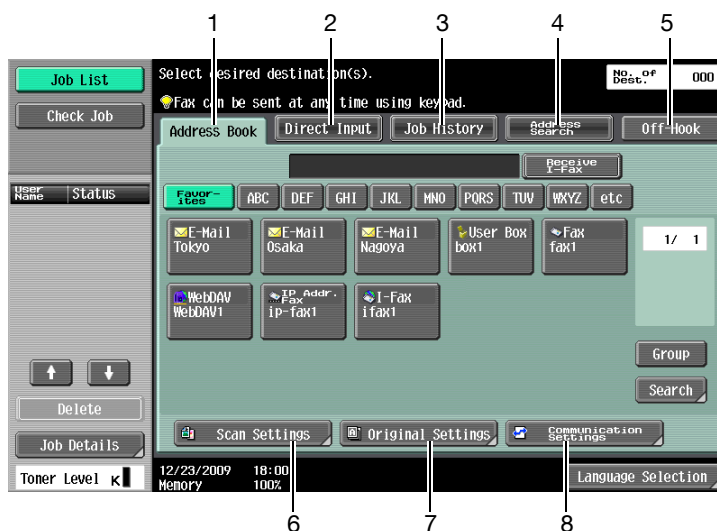 1 2 3 4 5
Job List
Check Job
User Name Status
Delete
Job Details
Toner Level K
Select desired destination(s).
Fax can be sent at any time using keypad.
No. of Dest. 000
Address Book Direct Input Job History Address Search Off-Hook
Receive I-Fax
Favor-ites ABC DEF GHI JKL MNO PQRS TUV WXYZ etc
E-Mail E-Mail E-Mail User Box Fax
Tokyo Osaka Nagoya box1 fax1
1/ 1
WebDAV IP Addr. Fax I-Fax
WebDAV1 ip-fax1 ifax1
Group
Search
Scan Settings Original Settings Communication Settings
12/23/2009 18:00
Memory 100%
Language Selection
6 7 8